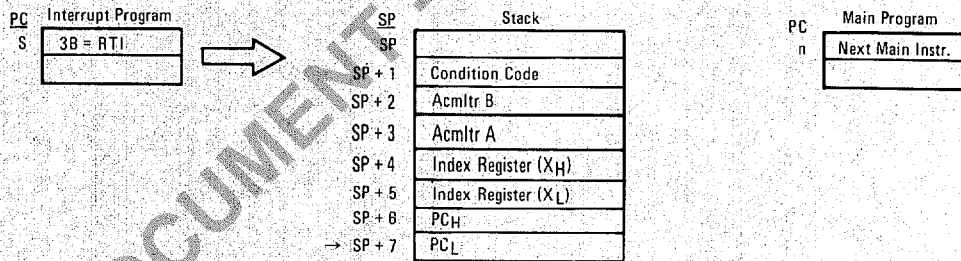 PC Interrupt Program
S 3B = RTI
SP Stack
SP
SP + 1 Condition Code
SP + 2 Acmltr B
SP + 3 Acmltr A
SP + 4 Index Register (XH)
SP + 5 Index Register (XL)
SP + 6 PCH
→ SP + 7 PCL
PC Main Program
n Next Main Instr.
DOCUMENT